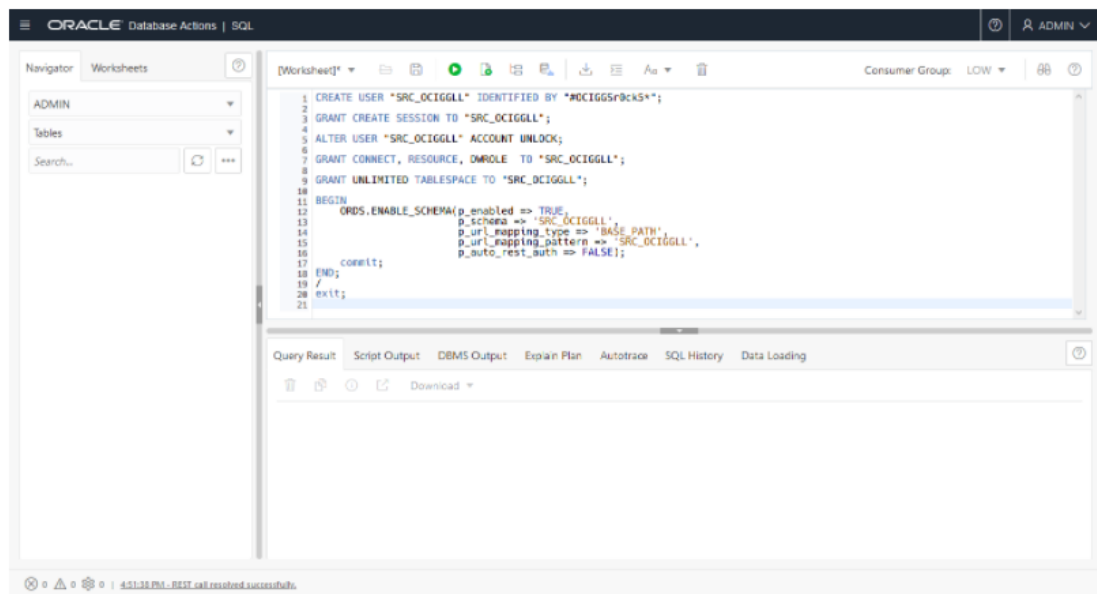 ORACLE Database Actions | SQL
ADMIN
Navigator Worksheets
ADMIN
Tables
Search...
[Worksheet]*
Aa
Consumer Group: LOW
1 CREATE USER "SRC_OCIGGLL" IDENTIFIED BY "#OCIGGSr0ckS*";
2
3 GRANT CREATE SESSION TO "SRC_OCIGGLL";
4
5 ALTER USER "SRC_OCIGGLL" ACCOUNT UNLOCK;
6
7 GRANT CONNECT, RESOURCE, DWROLE TO "SRC_OCIGGLL";
8
9 GRANT UNLIMITED TABLESPACE TO "SRC_OCIGGLL";
10
11 BEGIN
12 ORDS.ENABLE_SCHEMA(p_enabled => TRUE,
13 p_schema => 'SRC_OCIGGLL',
14 p_url_mapping_type => 'BASE_PATH',
15 p_url_mapping_pattern => 'SRC_OCIGGLL',
16 p_auto_rest_auth => FALSE);
17 commit;
18 END;
19 /
20 exit;
21
Query Result Script Output DBMS Output Explain Plan Autotrace SQL History Data Loading
Download
0 0 0 | 4:51:38 PM - REST call resolved successfully.